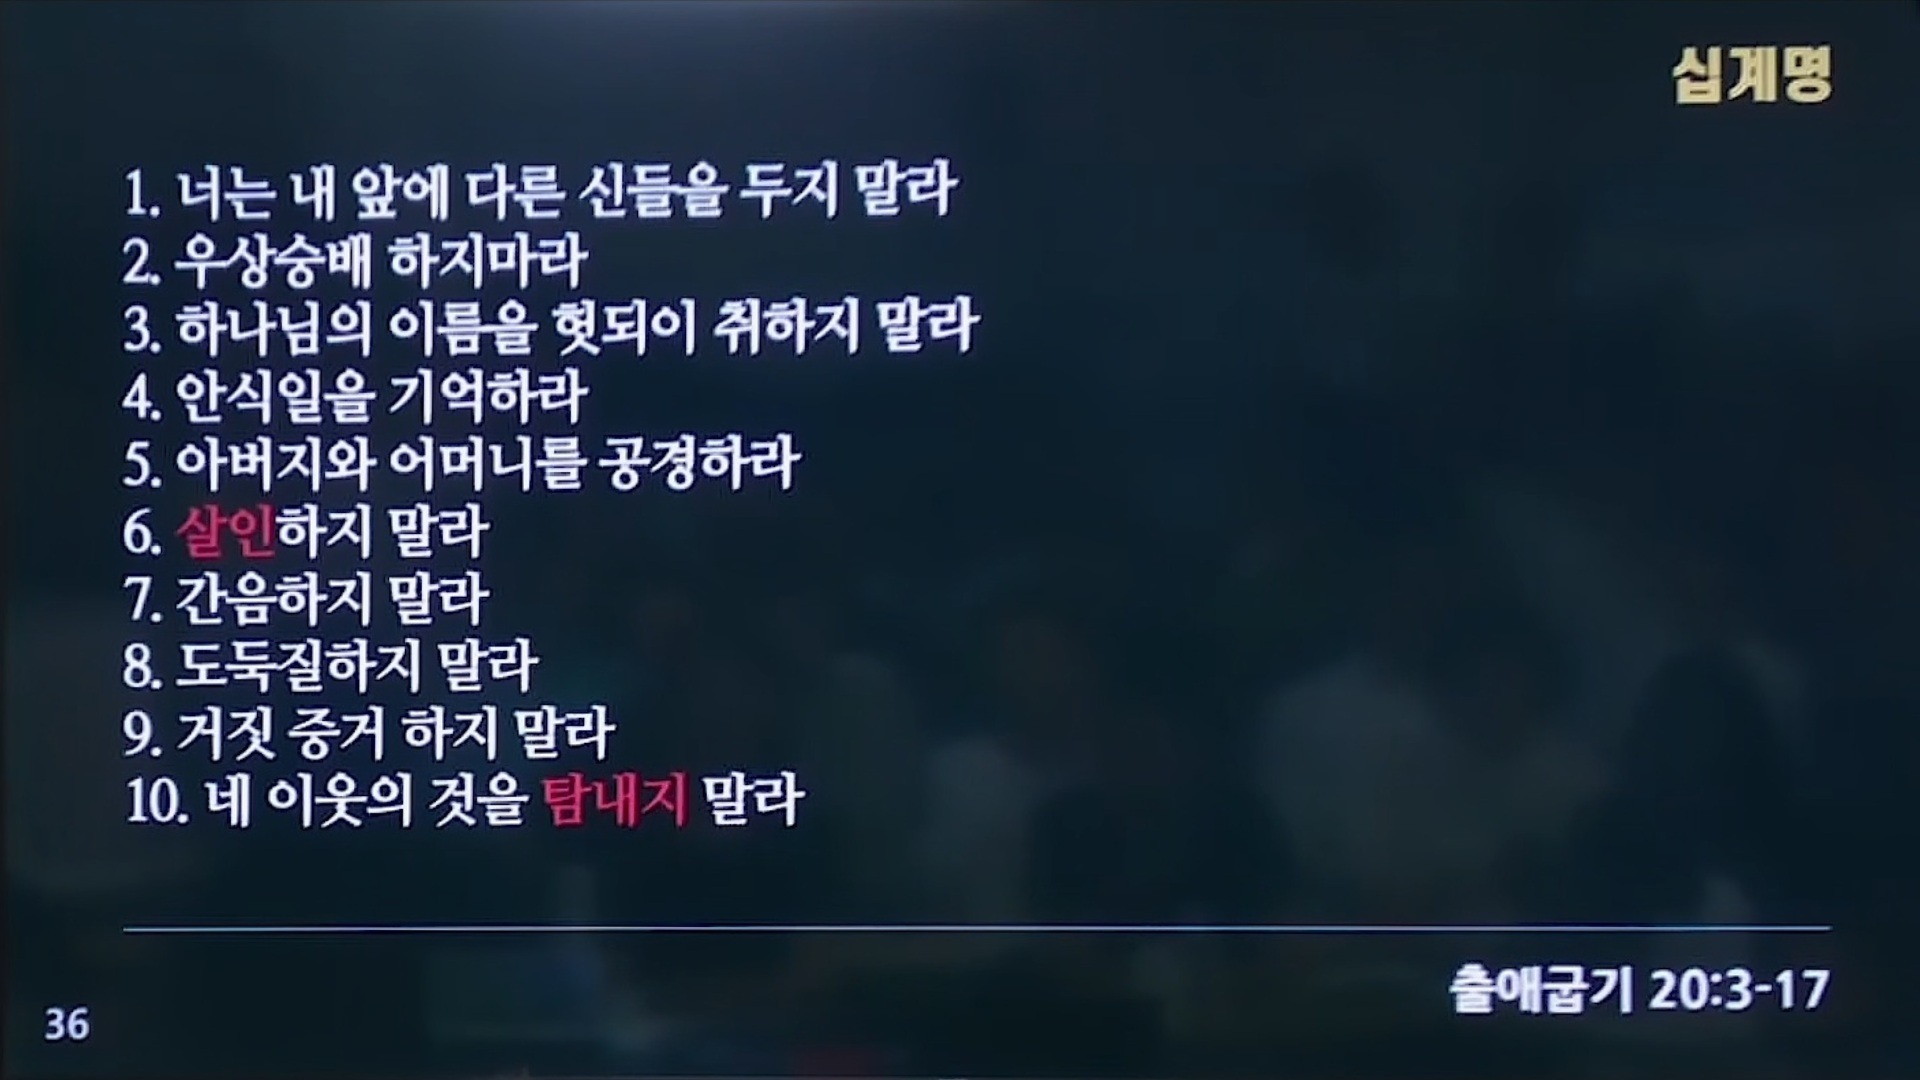 십계명
1. 너는 내 앞에 다른 신들을 두지 말라
2. 우상숭배 하지마라
3. 하나님의 이름을 헛되이 취하지 말라
4. 안식일을 기억하라
5. 아버지와 어머니를 공경하라
6. 살인하지 말라
7. 간음하지 말라
8. 도둑질하지 말라
9. 거짓 증거 하지 말라
10. 네 이웃의 것을 탐내지 말라
출애굽기 20:3-17
36